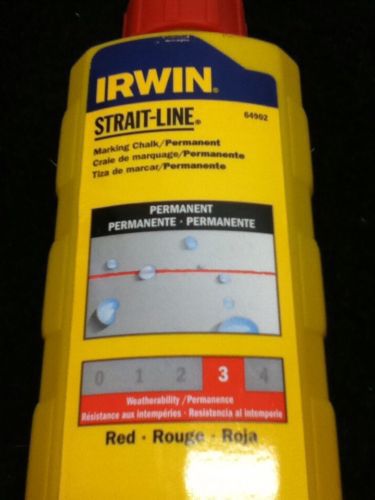 IRWIN®
STRAIT-LINE®
64902
Marking Chalk/Permanent
Craie de marquage/Permanente
Tiza de marcar/Permanente
PERMANENT
PERMANENTE · PERMANENTE
0 1 2 3 4
Weatherability/Permanence
Résistance aux intempéries · Resistencia al intemperie
Red · Rouge · Roja